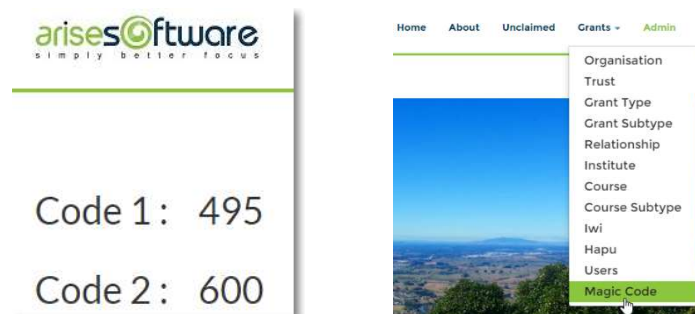 arisesoftware
simply better focus
Code 1 : 495
Code 2 : 600
Home About Unclaimed Grants Admin
Organisation
Trust
Grant Type
Grant Subtype
Relationship
Institute
Course
Course Subtype
Iwi
Hapu
Users
Magic Code